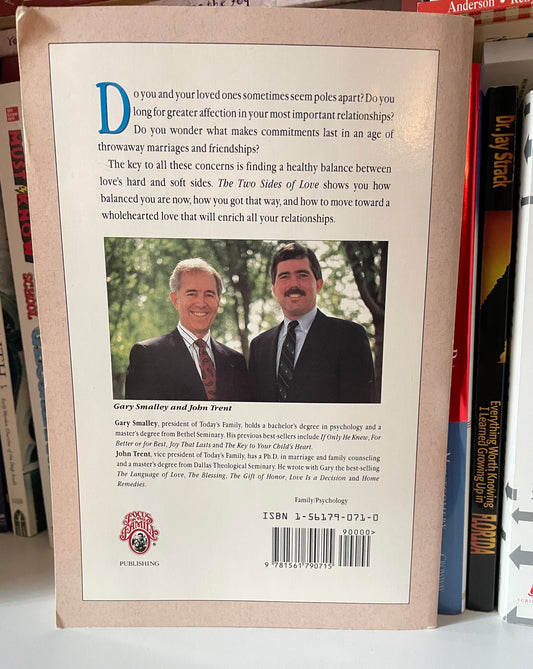 Anderson
Do you and your loved ones sometimes seem poles apart? Do you
long for greater affection in your most important relationships?
Do you wonder what makes commitments last in an age of
throwaway marriages and friendships?
The key to all these concerns is finding a healthy balance between
love's hard and soft sides. The Two Sides of Love shows you how
balanced you are now, how you got that way, and how to move toward a
wholehearted love that will enrich all your relationships.
Gary Smalley and John Trent
Gary Smalley, president of Today's Family, holds a bachelor's degree in psychology and a
master's degree from Bethel Seminary. His previous best-sellers include If Only He Knew, For
Better or for Best, Joy That Lasts and The Key to Your Child's Heart.
John Trent, vice president of Today's Family, has a Ph.D. in marriage and family counseling
and a master's degree from Dallas Theological Seminary. He wrote with Gary the best-selling
The Language of Love, The Blessing, The Gift of Honor, Love Is a Decision and Home
Remedies.
Family/Psychology
ISBN 1-56179-071-0
90000>
9 781561 790715
FOCUS
ON THE
FAMILY
PUBLISHING
MUST KNOW
Dr. Jay Strack
Everything Worth Knowing
I Learned Growing Up in
FLORIDA